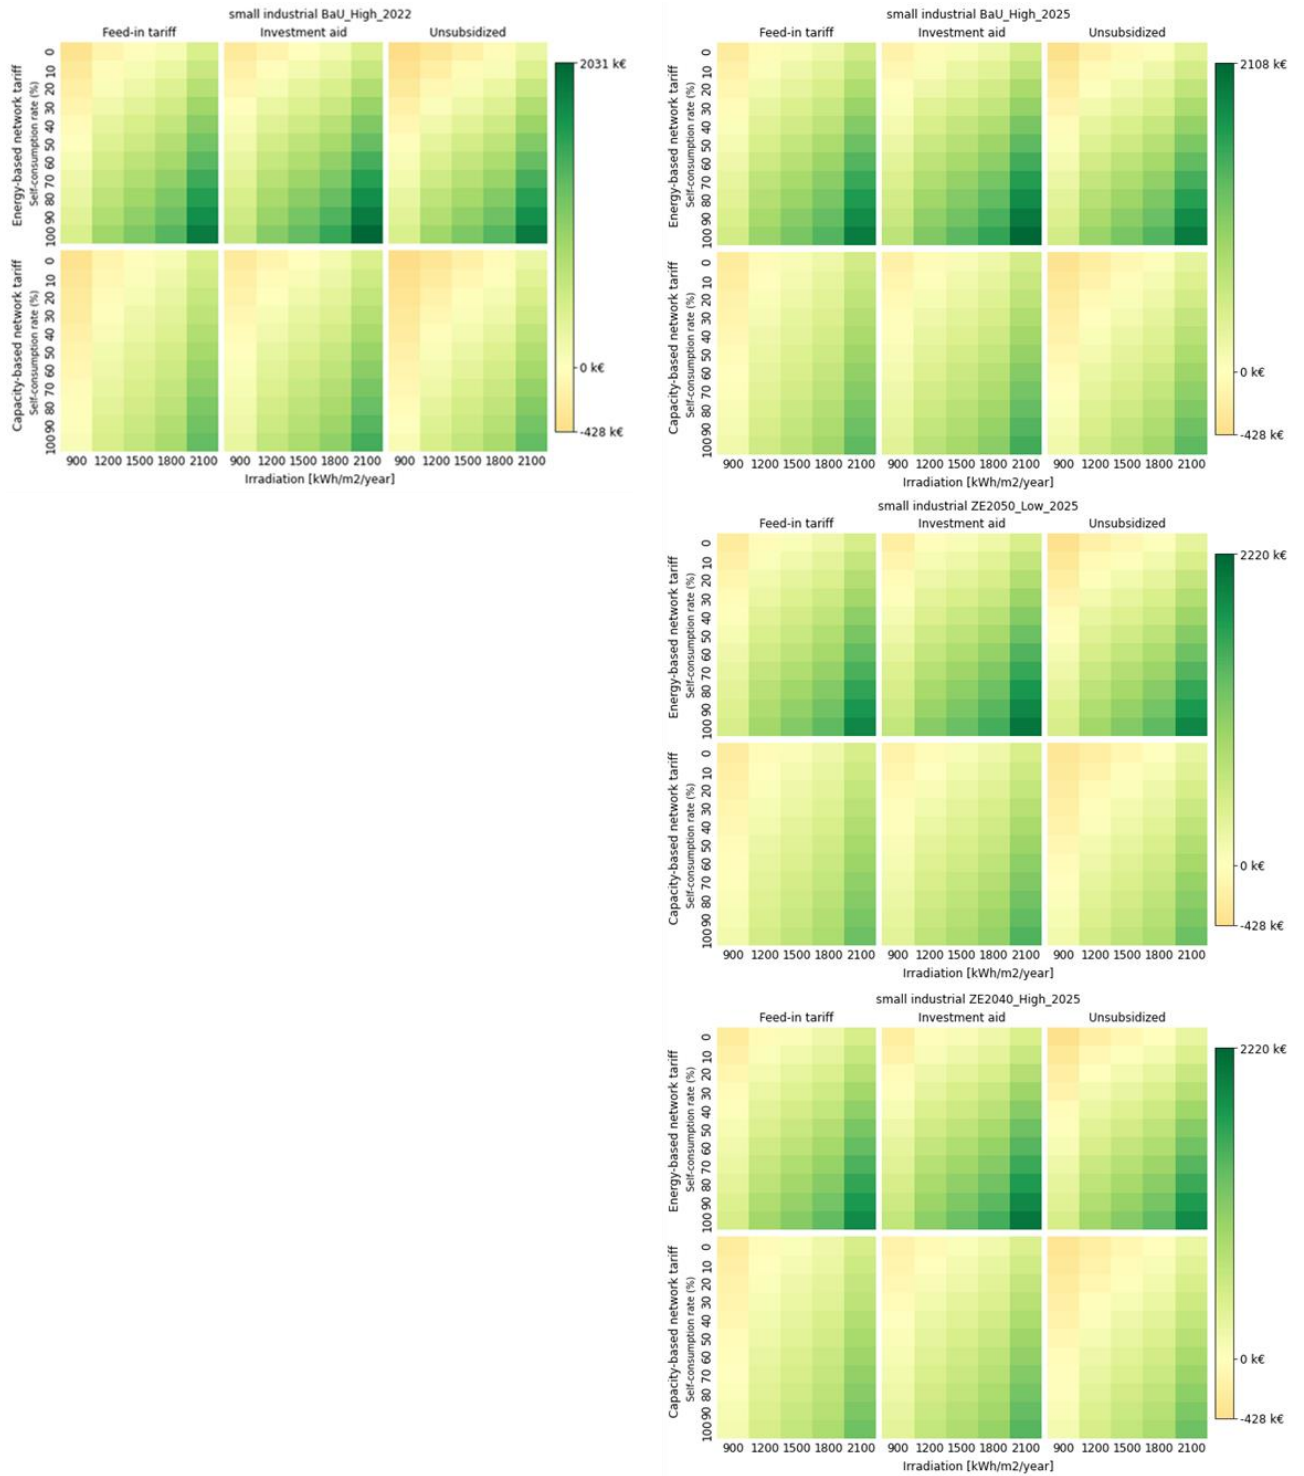 small industrial BaU_High_2022
Feed-in tariff Investment aid Unsubsidized
Energy-based network tariff
Self-consumption rate (%)
0 10 20 30 40 50 60 70 80 90 100
2031 k€
0 k€
-428 k€
Capacity-based network tariff
Self-consumption rate (%)
0 10 20 30 40 50 60 70 80 90 100
900 1200 1500 1800 2100 900 1200 1500 1800 2100 900 1200 1500 1800 2100
Irradiation [kWh/m2/year]
small industrial BaU_High_2025
Feed-in tariff Investment aid Unsubsidized
Energy-based network tariff
Self-consumption rate (%)
0 10 20 30 40 50 60 70 80 90 100
2108 k€
0 k€
-428 k€
Capacity-based network tariff
Self-consumption rate (%)
0 10 20 30 40 50 60 70 80 90 100
900 1200 1500 1800 2100 900 1200 1500 1800 2100 900 1200 1500 1800 2100
Irradiation [kWh/m2/year]
small industrial ZE2050_Low_2025
Feed-in tariff Investment aid Unsubsidized
Energy-based network tariff
Self-consumption rate (%)
0 10 20 30 40 50 60 70 80 90 100
2220 k€
0 k€
-428 k€
Capacity-based network tariff
Self-consumption rate (%)
0 10 20 30 40 50 60 70 80 90 100
900 1200 1500 1800 2100 900 1200 1500 1800 2100 900 1200 1500 1800 2100
Irradiation [kWh/m2/year]
small industrial ZE2040_High_2025
Feed-in tariff Investment aid Unsubsidized
Energy-based network tariff
Self-consumption rate (%)
0 10 20 30 40 50 60 70 80 90 100
2220 k€
0 k€
-428 k€
Capacity-based network tariff
Self-consumption rate (%)
0 10 20 30 40 50 60 70 80 90 100
900 1200 1500 1800 2100 900 1200 1500 1800 2100 900 1200 1500 1800 2100
Irradiation [kWh/m2/year]